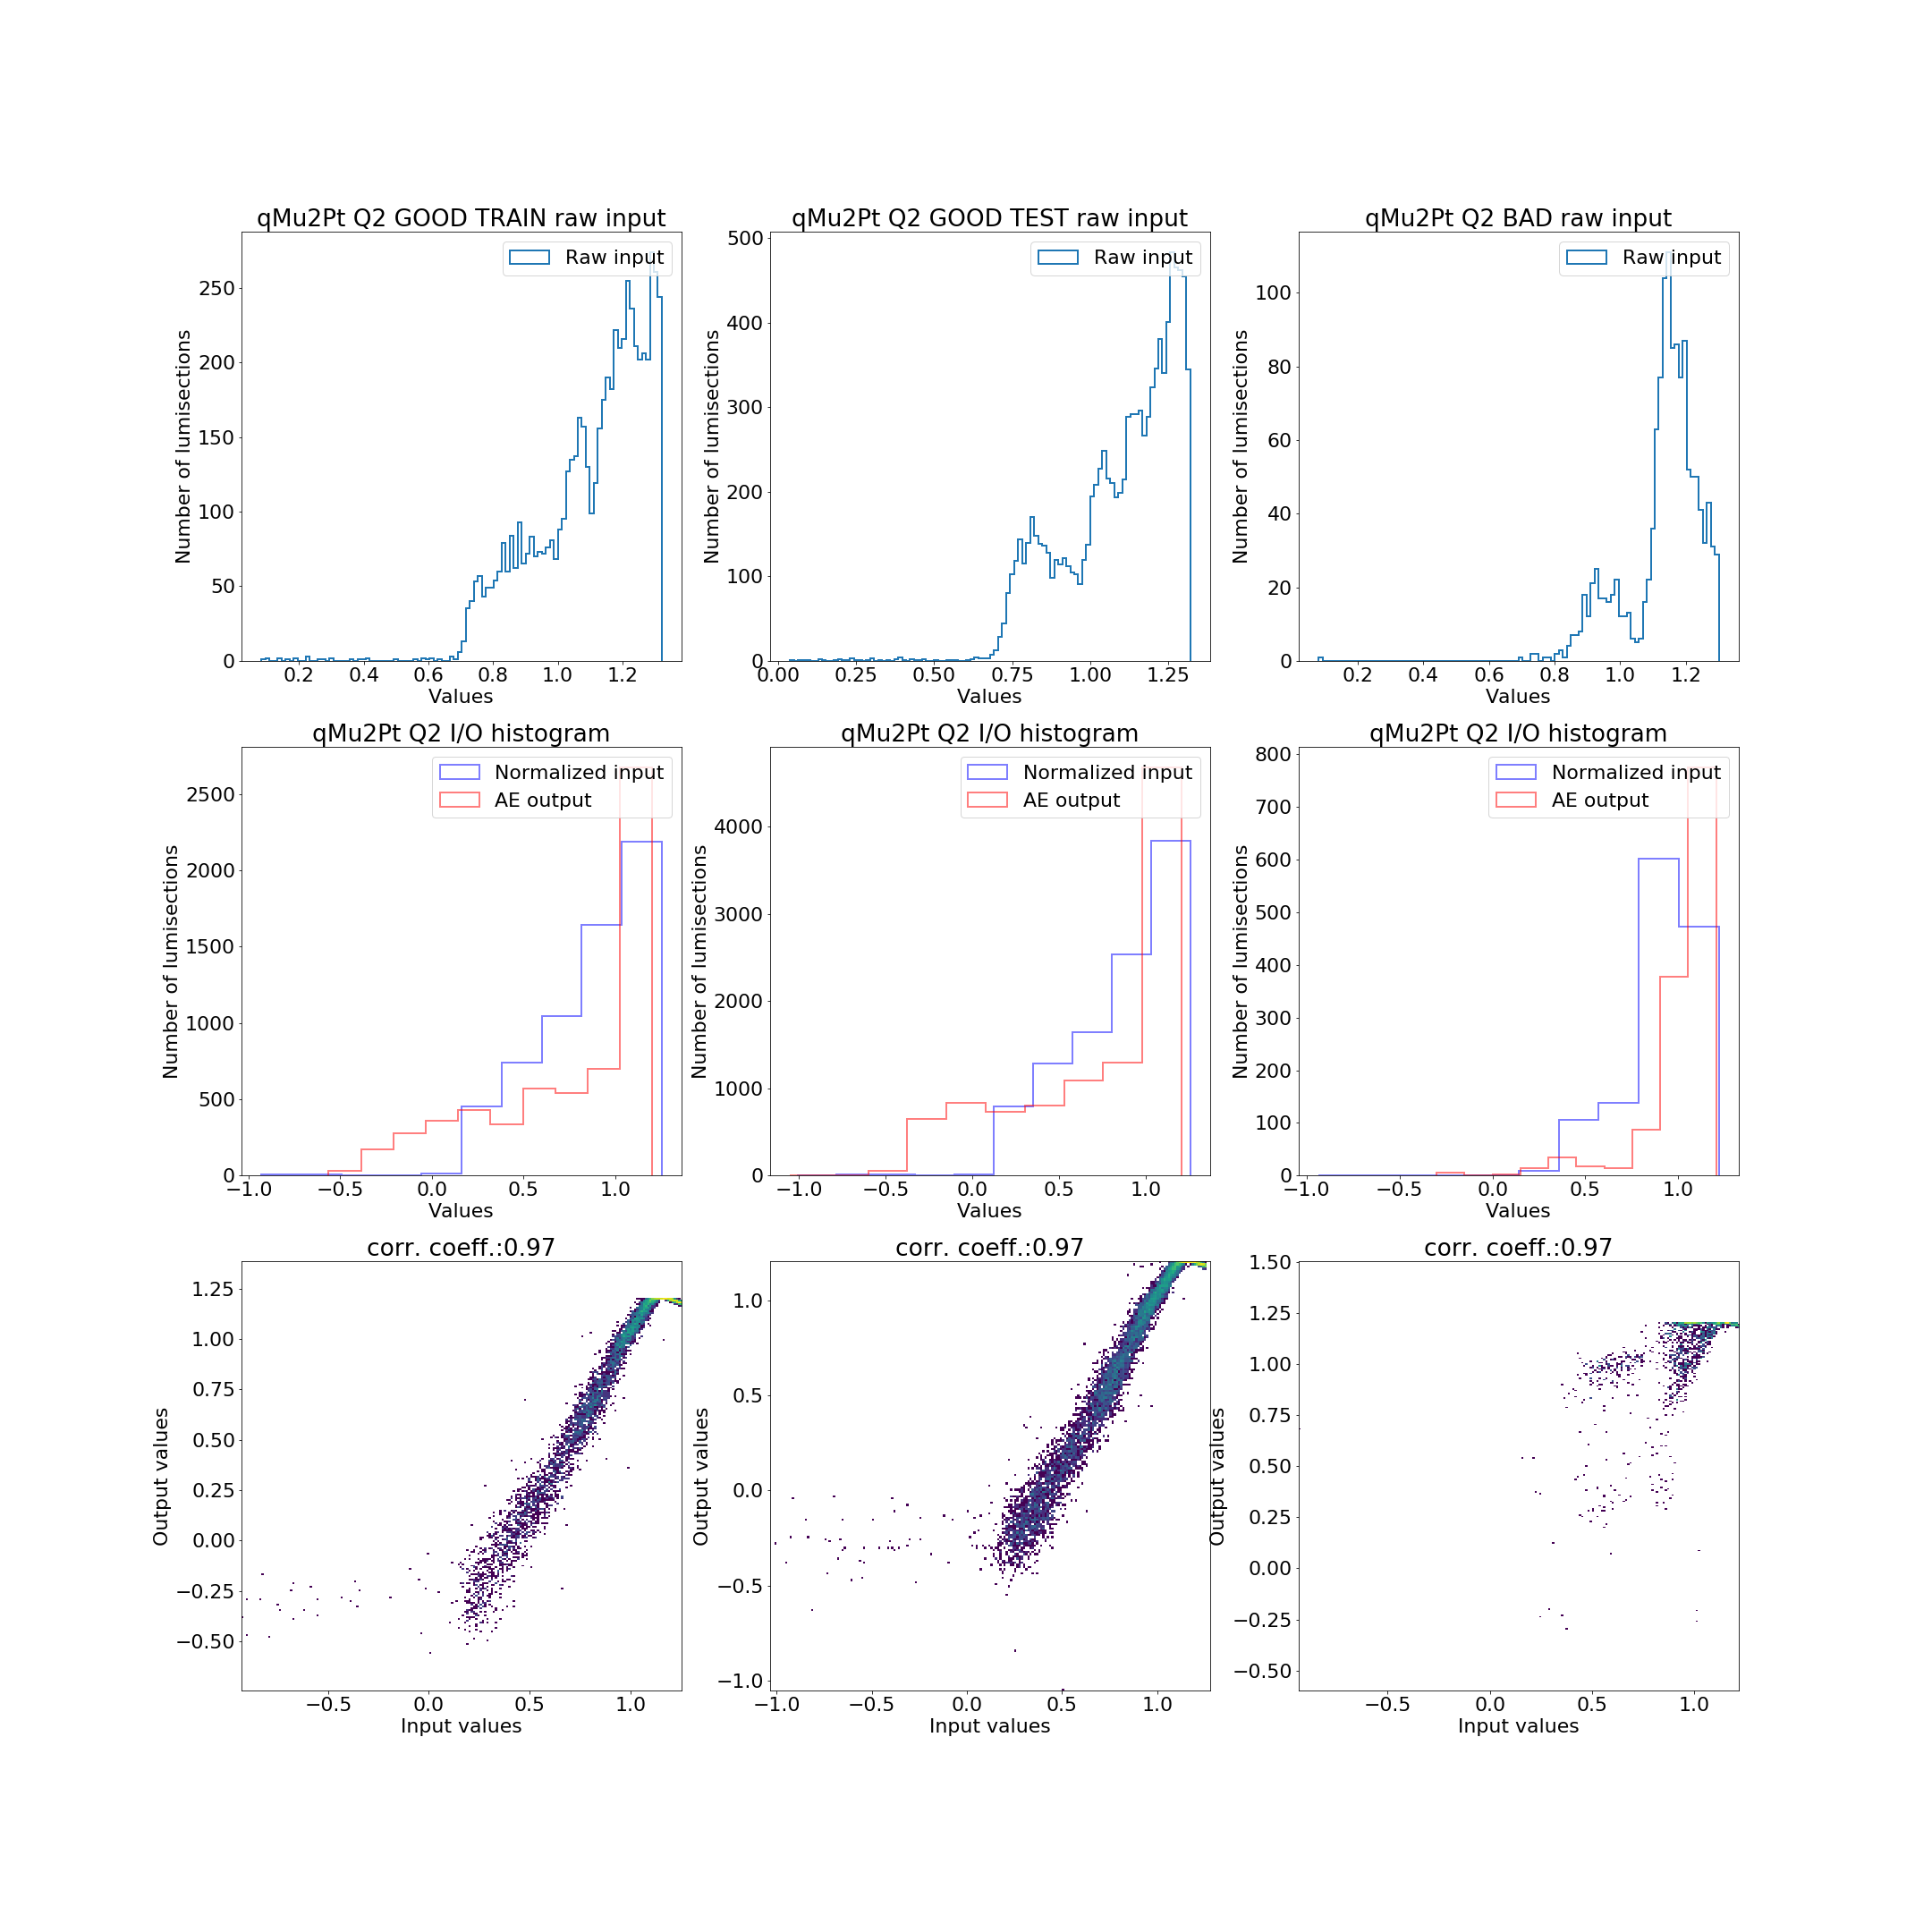 qMu2Pt Q2 GOOD TRAIN raw input
Raw input
Number of lumisections
250
200
150
100
50
0
0.2 0.4 0.6 0.8 1.0 1.2
Values
qMu2Pt Q2 GOOD TEST raw input
Raw input
Number of lumisections
500
400
300
200
100
0
0.00 0.25 0.50 0.75 1.00 1.25
Values
qMu2Pt Q2 BAD raw input
Raw input
Number of lumisections
100
80
60
40
20
0
0.2 0.4 0.6 0.8 1.0 1.2
Values
qMu2Pt Q2 I/O histogram
Normalized input
AE output
Number of lumisections
2500
2000
1500
1000
500
0
−1.0 −0.5 0.0 0.5 1.0
Values
qMu2Pt Q2 I/O histogram
Normalized input
AE output
Number of lumisections
4000
3000
2000
1000
0
−1.0 −0.5 0.0 0.5 1.0
Values
qMu2Pt Q2 I/O histogram
Normalized input
AE output
Number of lumisections
800
700
600
500
400
300
200
100
0
−1.0 −0.5 0.0 0.5 1.0
Values
corr. coeff.:0.97
Output values
1.25
1.00
0.75
0.50
0.25
0.00
−0.25
−0.50
−0.5 0.0 0.5 1.0
Input values
corr. coeff.:0.97
Output values
1.0
0.5
0.0
−0.5
−1.0
−1.0 −0.5 0.0 0.5 1.0
Input values
corr. coeff.:0.97
Output values
1.50
1.25
1.00
0.75
0.50
0.25
0.00
−0.25
−0.50
−0.5 0.0 0.5 1.0
Input values